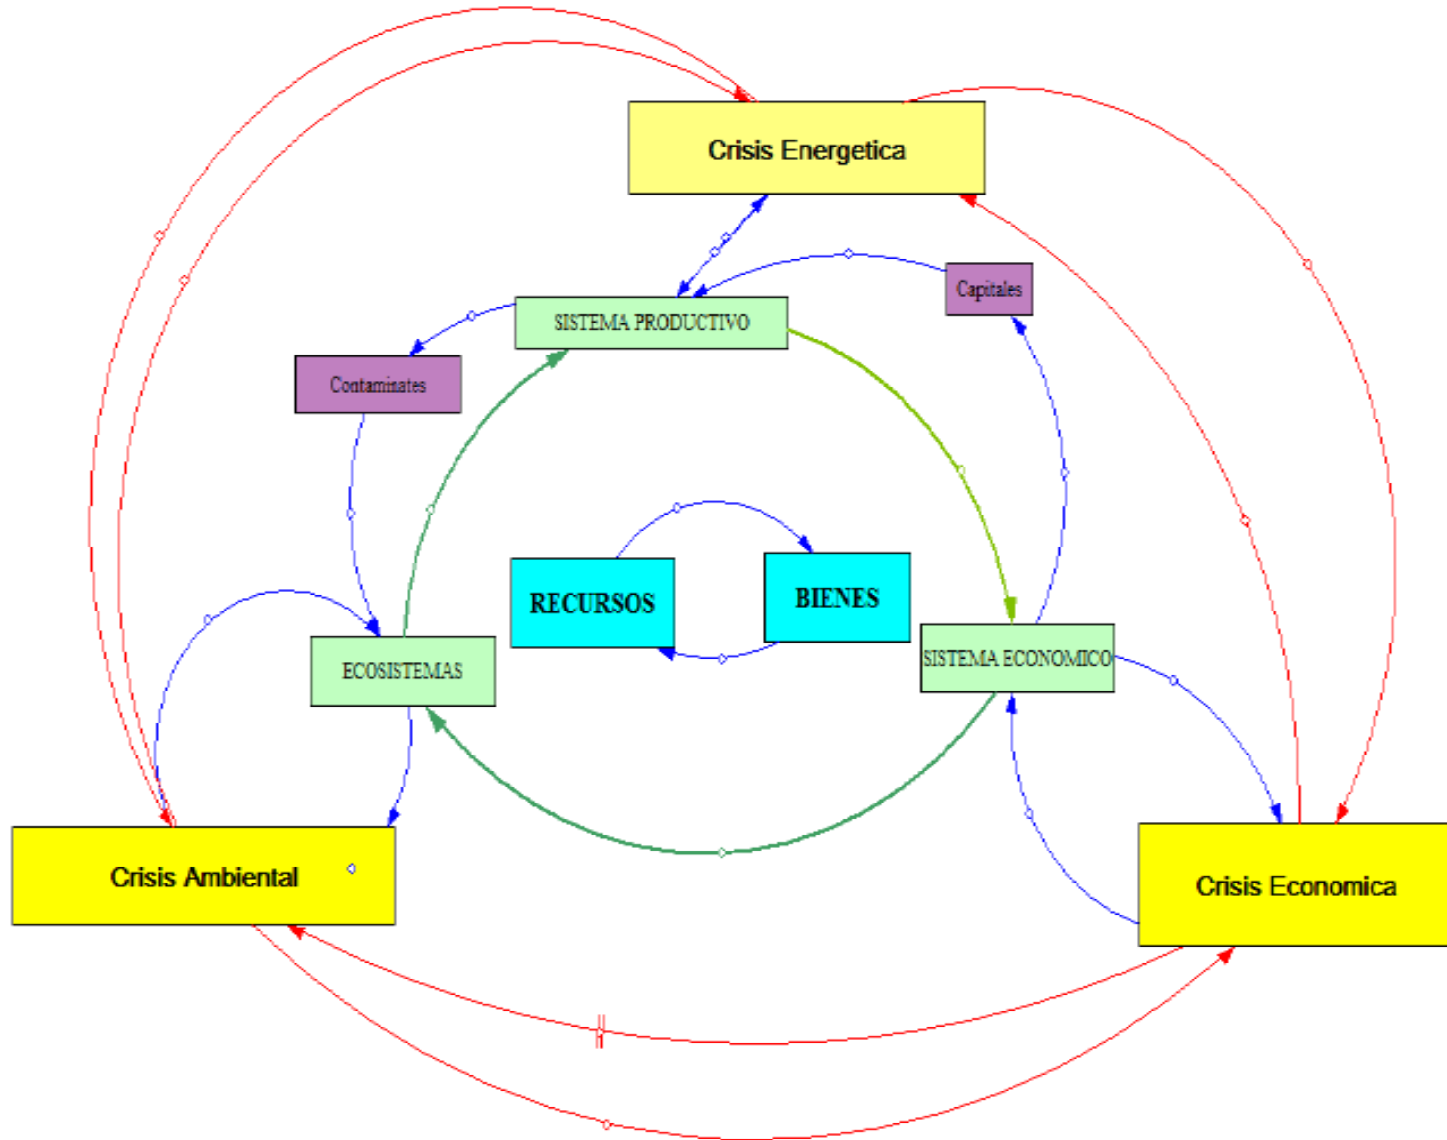 Crisis Energetica
Capitales
SISTEMA PRODUCTIVO
Contaminates
RECURSOS
BIENES
ECOSISTEMAS
SISTEMA ECONOMICO
Crisis Ambiental
Crisis Economica